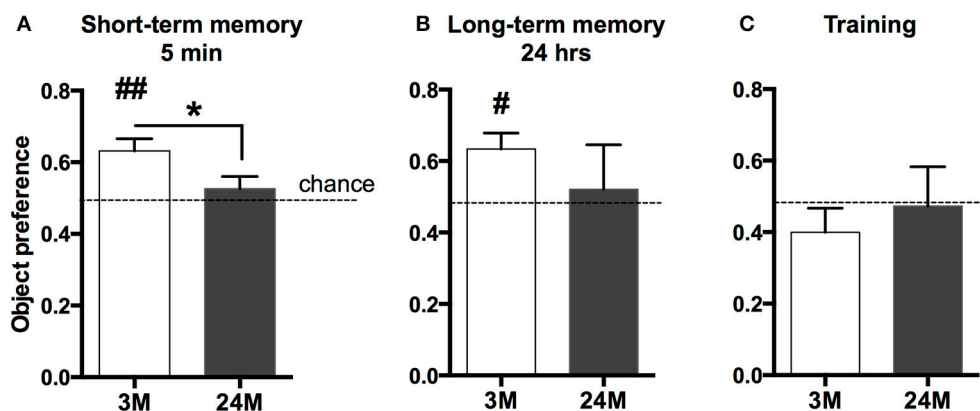 A
Short-term memory
5 min
Object preference
0.8
0.6
0.4
0.2
0.0
##
*
chance
3M
24M
B
Long-term memory
24 hrs
0.8
0.6
0.4
0.2
0.0
#
3M
24M
C
Training
0.8
0.6
0.4
0.2
0.0
3M
24M